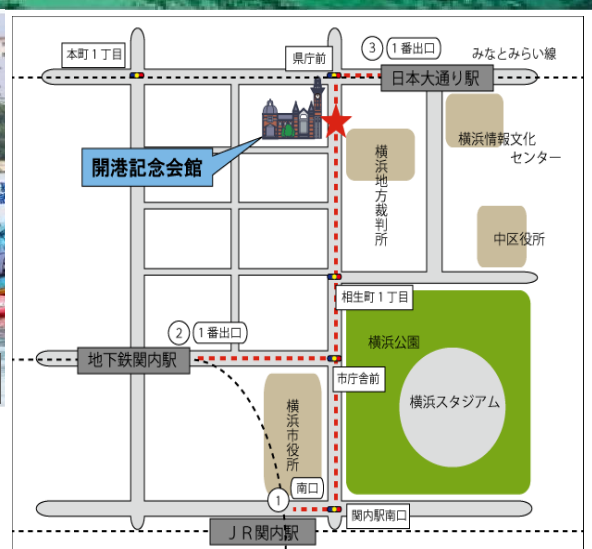 本町1丁目
県庁前
③
1番出口
みなとみらい線
日本大通り駅
横浜情報文化
センター
横浜地方裁判所
開港記念会館
中区役所
相生町1丁目
②
1番出口
横浜公園
地下鉄関内駅
市庁舎前
横浜スタジアム
横浜市役所
南口
①
関内駅南口
JR関内駅